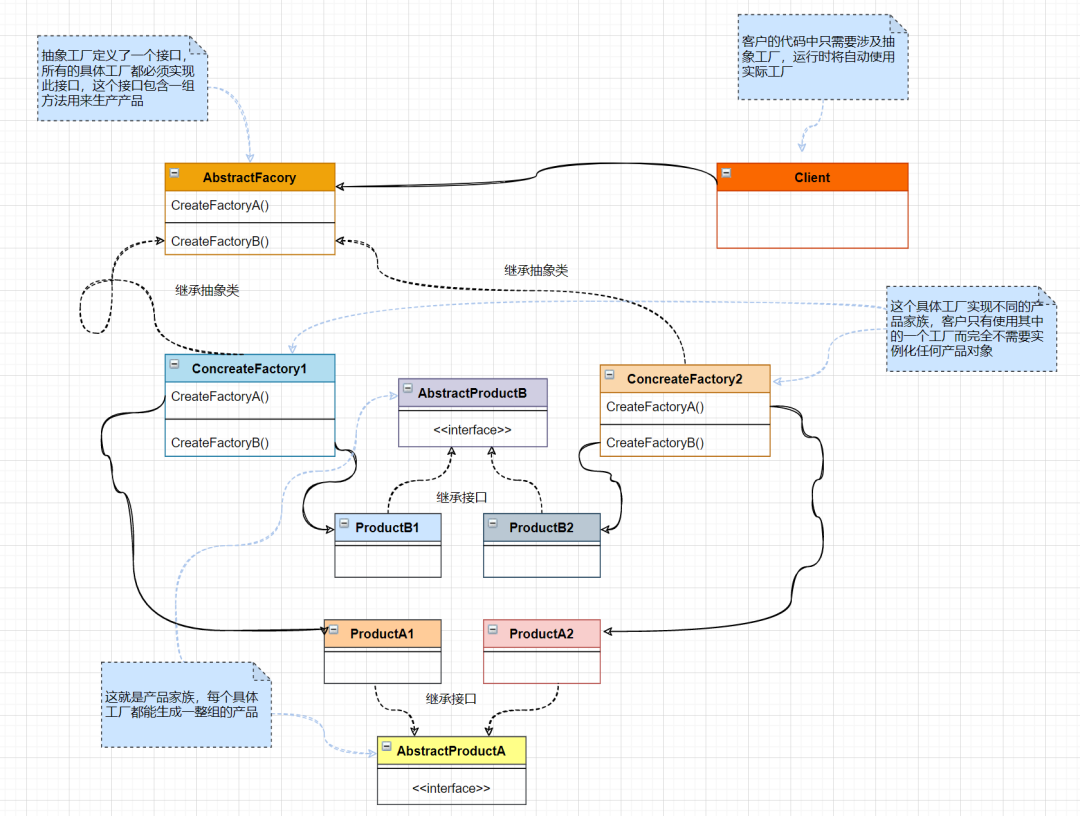 抽象工厂定义了一个接口，
所有的具体工厂都必须实现
此接口，这个接口包含一组
方法用来生产产品
客户的代码中只需要涉及抽
象工厂，运行时将自动使用
实际工厂
AbstractFacory
CreateFactoryA()
CreateFactoryB()
Client
继承抽象类
继承抽象类
这个具体工厂实现不同的产
品家族，客户只有使用其中
的一个工厂而完全不需要实
例化任何产品对象
ConcreateFactory1
CreateFactoryA()
CreateFactoryB()
AbstractProductB
<<interface>>
ConcreateFactory2
CreateFactoryA()
CreateFactoryB()
继承接口
ProductB1
ProductB2
ProductA1
ProductA2
这就是产品家族，每个具体
工厂都能生成一整组的产品
继承接口
AbstractProductA
<<interface>>